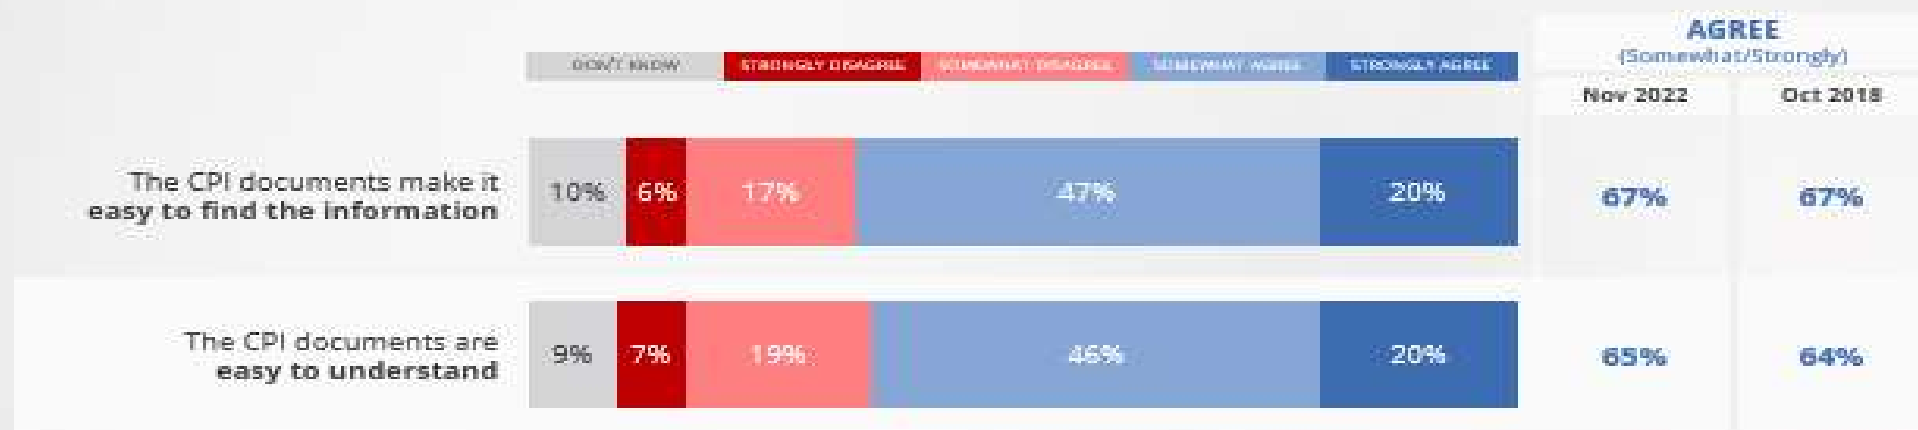 AGREE
(Somewhat/Strongly)
DON'T KNOW STRONGLY DISAGREE SOMEWHAT DISAGREE SOMEWHAT AGREE STRONGLY AGREE
Nov 2022 Oct 2018
The CPI documents make it
easy to find the information
10% 6% 17% 47% 20% 67% 67%
The CPI documents are
easy to understand
9% 7% 19% 46% 20% 65% 64%